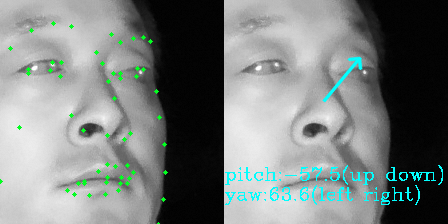 pitch:-57.5(up down)
yaw:63.6(left right)